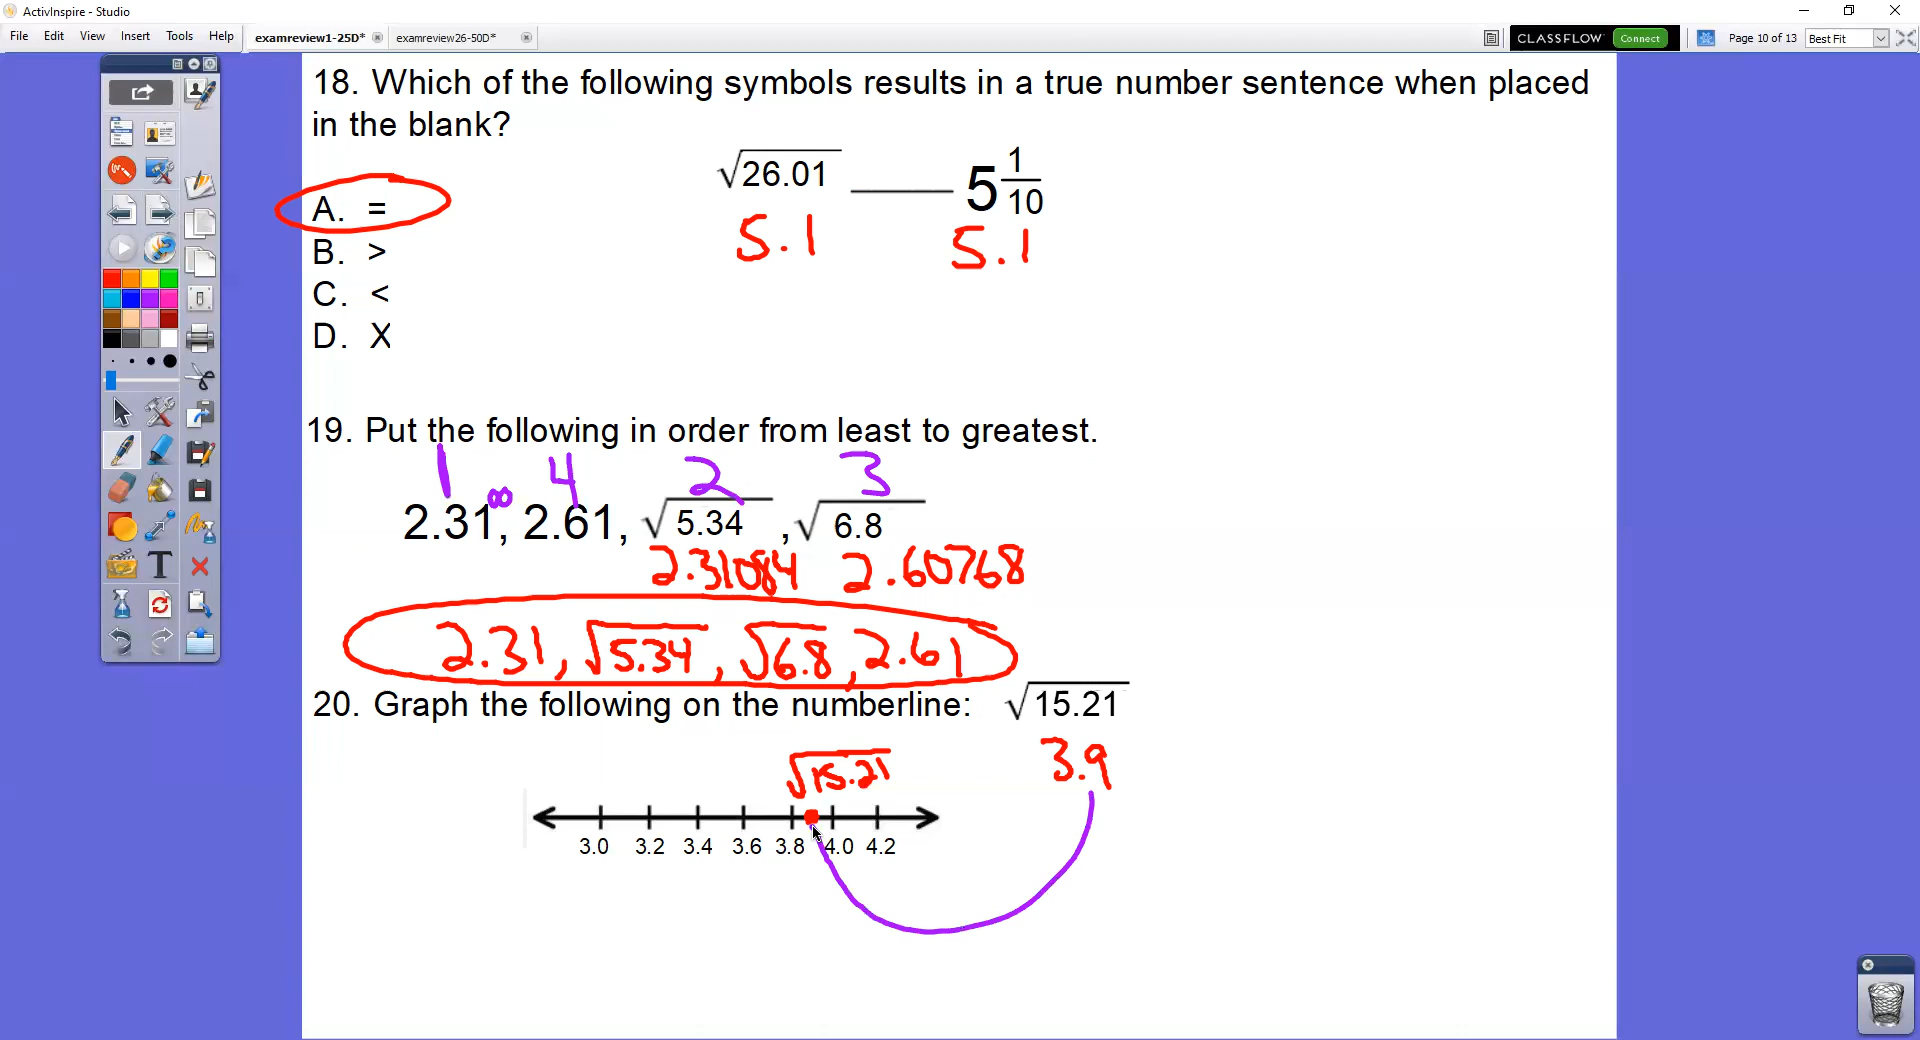 ActivInspire - Studio
File Edit View Insert Tools Help examreview1-25D* examreview26-50D* CLASSFLOW Connect Page 10 of 13 Best Fit
18. Which of the following symbols results in a true number sentence when placed
in the blank?
√26.01 ____ 5 1/10
5.1 5.1
A. =
B. >
C. <
D. X
19. Put the following in order from least to greatest.
1 4 2 3
2.31, 2.61, √5.34, √6.8
2.31084 2.60768
2.31, √5.34, √6.8, 2.61
20. Graph the following on the numberline: √15.21
3.9
√15.21
3.0 3.2 3.4 3.6 3.8 4.0 4.2
T